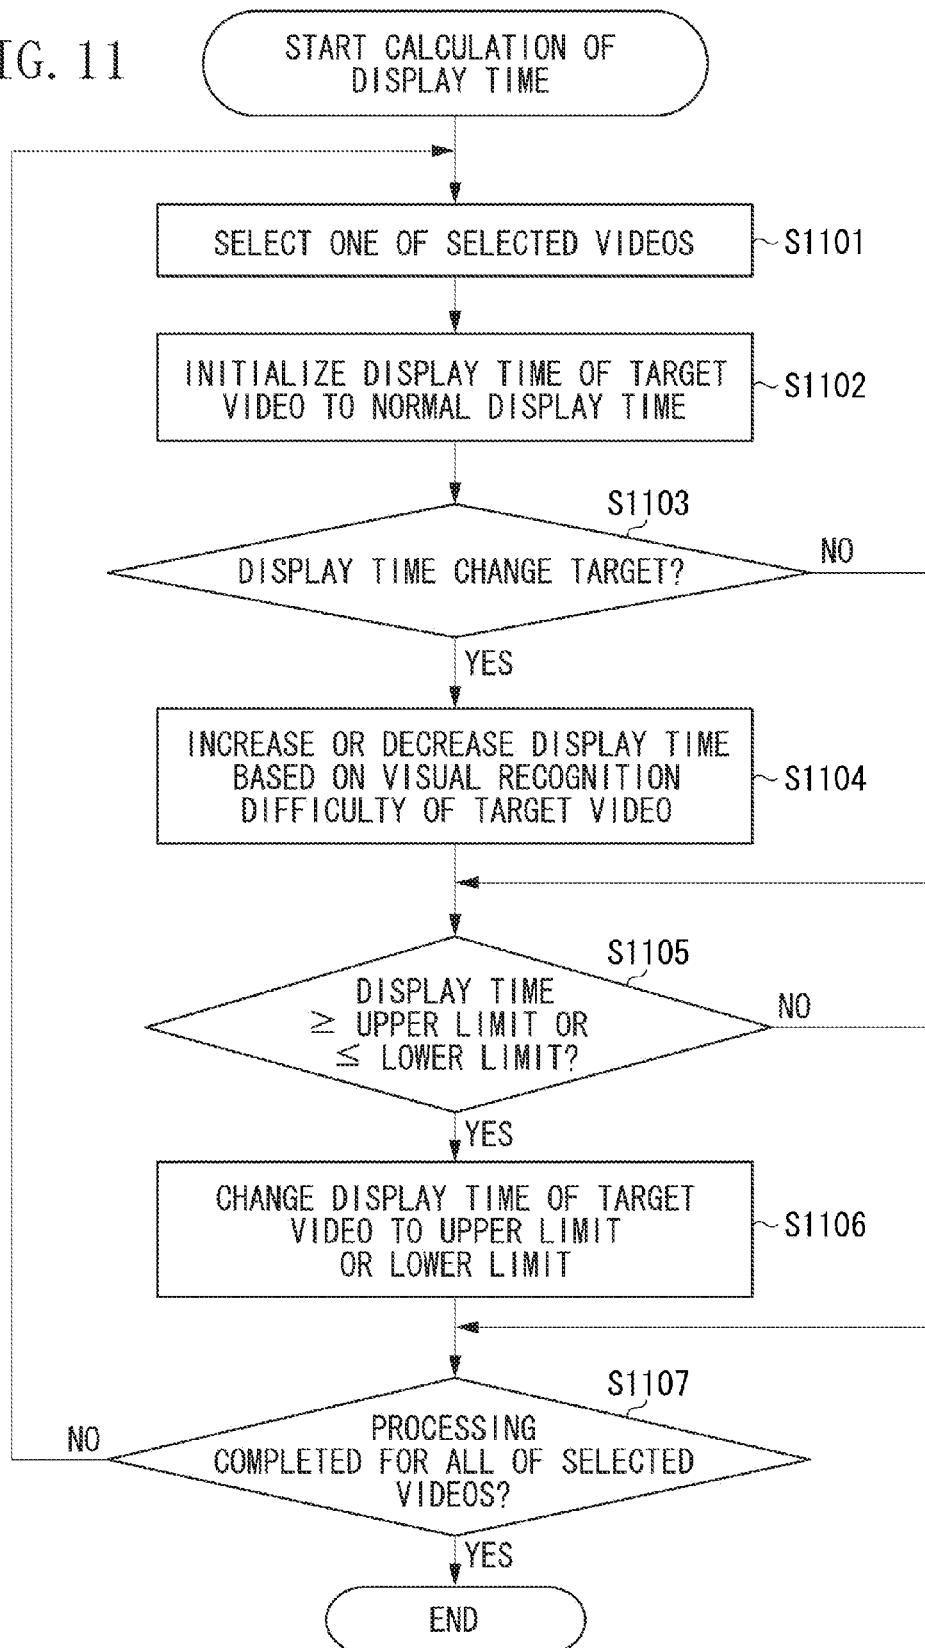 IG. 11
START CALCULATION OF
DISPLAY TIME
SELECT ONE OF SELECTED VIDEOS
S1101
INITIALIZE DISPLAY TIME OF TARGET
VIDEO TO NORMAL DISPLAY TIME
S1102
S1103
DISPLAY TIME CHANGE TARGET?
NO
YES
INCREASE OR DECREASE DISPLAY TIME
BASED ON VISUAL RECOGNITION
DIFFICULTY OF TARGET VIDEO
S1104
S1105
DISPLAY TIME
≥ UPPER LIMIT OR
≤ LOWER LIMIT?
NO
YES
CHANGE DISPLAY TIME OF TARGET
VIDEO TO UPPER LIMIT
OR LOWER LIMIT
S1106
S1107
PROCESSING
COMPLETED FOR ALL OF SELECTED
VIDEOS?
NO
YES
END